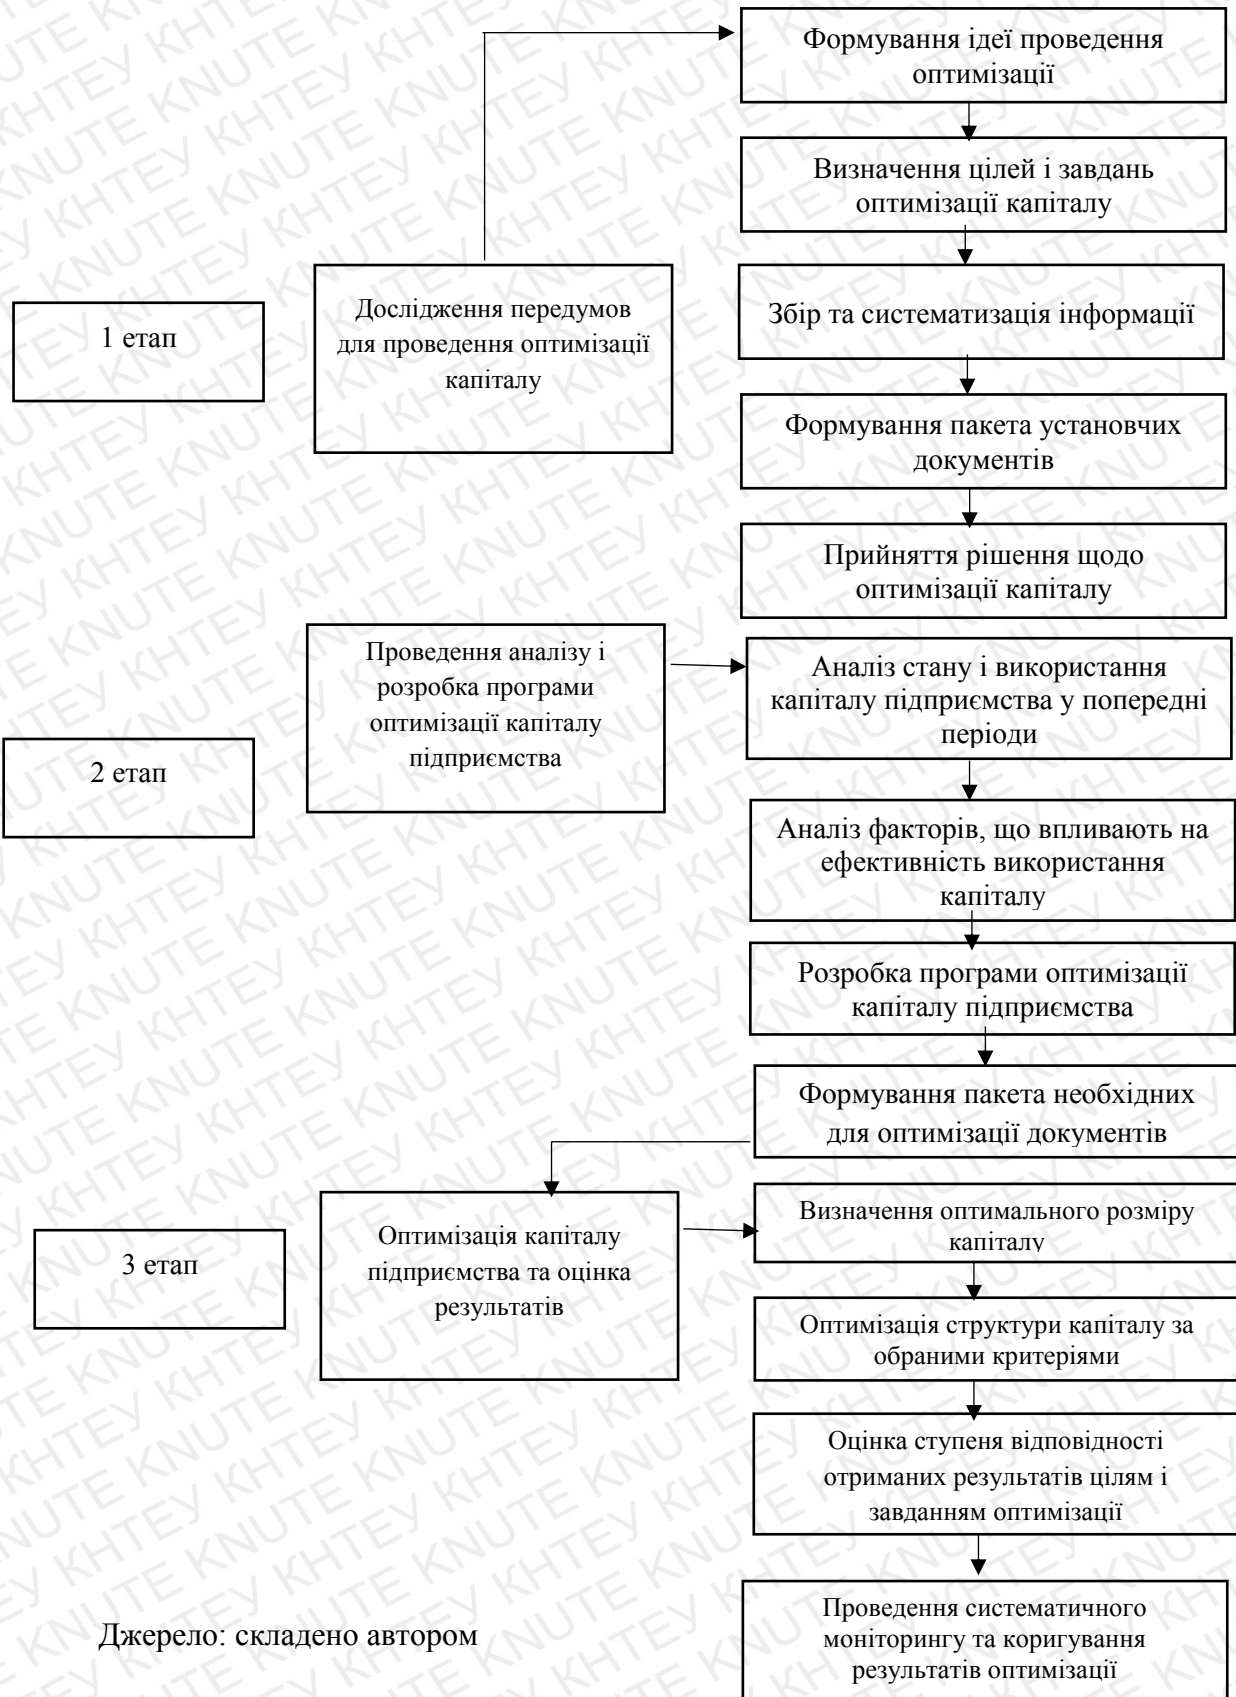 Формування ідеї проведення
оптимізації
Визначення цілей і завдань
оптимізації капіталу
1 етап
Дослідження передумов
для проведення оптимізації
капіталу
Збір та систематизація інформації
Формування пакета установчих
документів
Прийняття рішення щодо
оптимізації капіталу
2 етап
Проведення аналізу і
розробка програми
оптимізації капіталу
підприємства
Аналіз стану і використання
капіталу підприємства у попередні
періоди
Аналіз факторів, що впливають на
ефективність використання
капіталу
Розробка програми оптимізації
капіталу підприємства
Формування пакета необхідних
для оптимізації документів
3 етап
Оптимізація капіталу
підприємства та оцінка
результатів
Визначення оптимального розміру
капіталу
Оптимізація структури капіталу за
обраними критеріями
Оцінка ступеня відповідності
отриманих результатів цілям і
завданням оптимізації
Проведення систематичного
моніторингу та коригування
результатів оптимізації
Джерело: складено автором